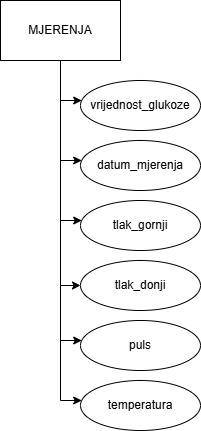 MJERENJA
vrijednost_glukoze
datum_mjerenja
tlak_gornji
tlak_donji
puls
temperatura